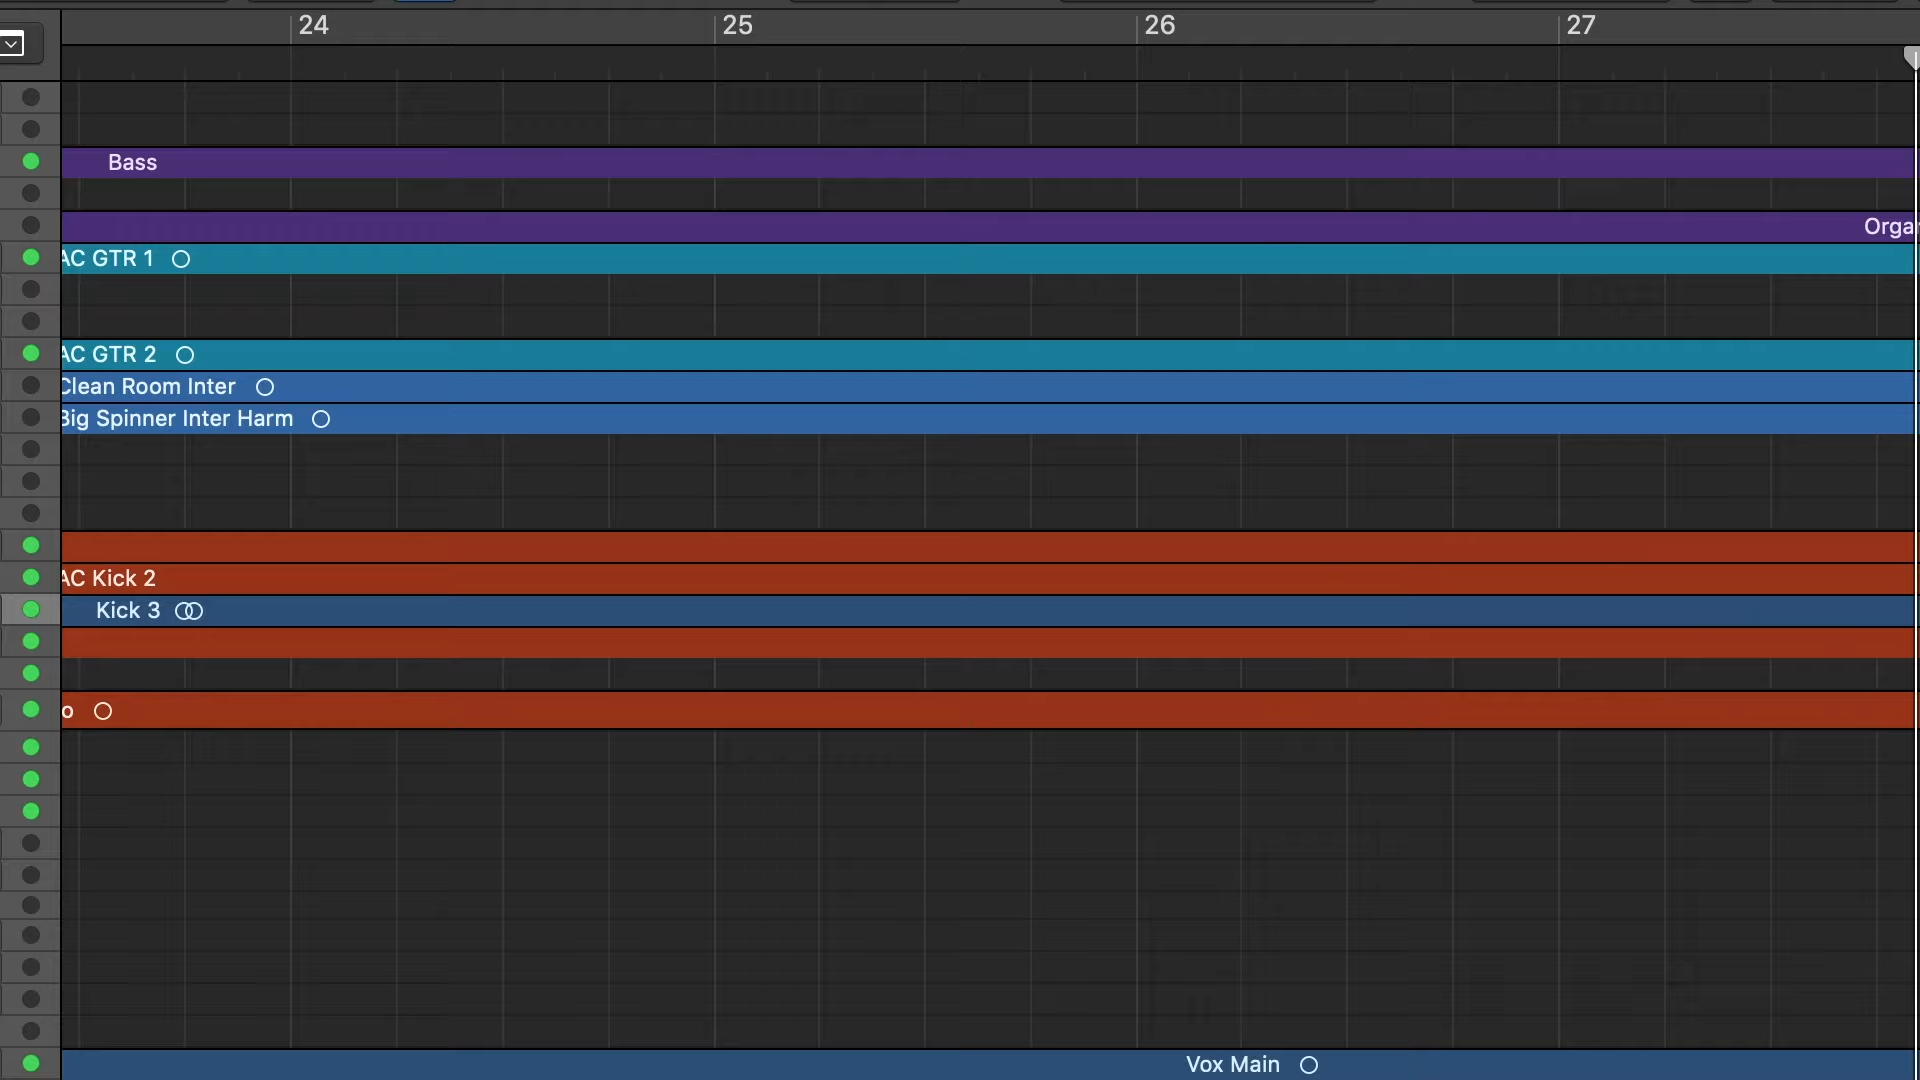 24 25 26 27
Bass
Orga
AC GTR 1
AC GTR 2
Clean Room Inter
Big Spinner Inter Harm
AC Kick 2
Kick 3
o
Vox Main